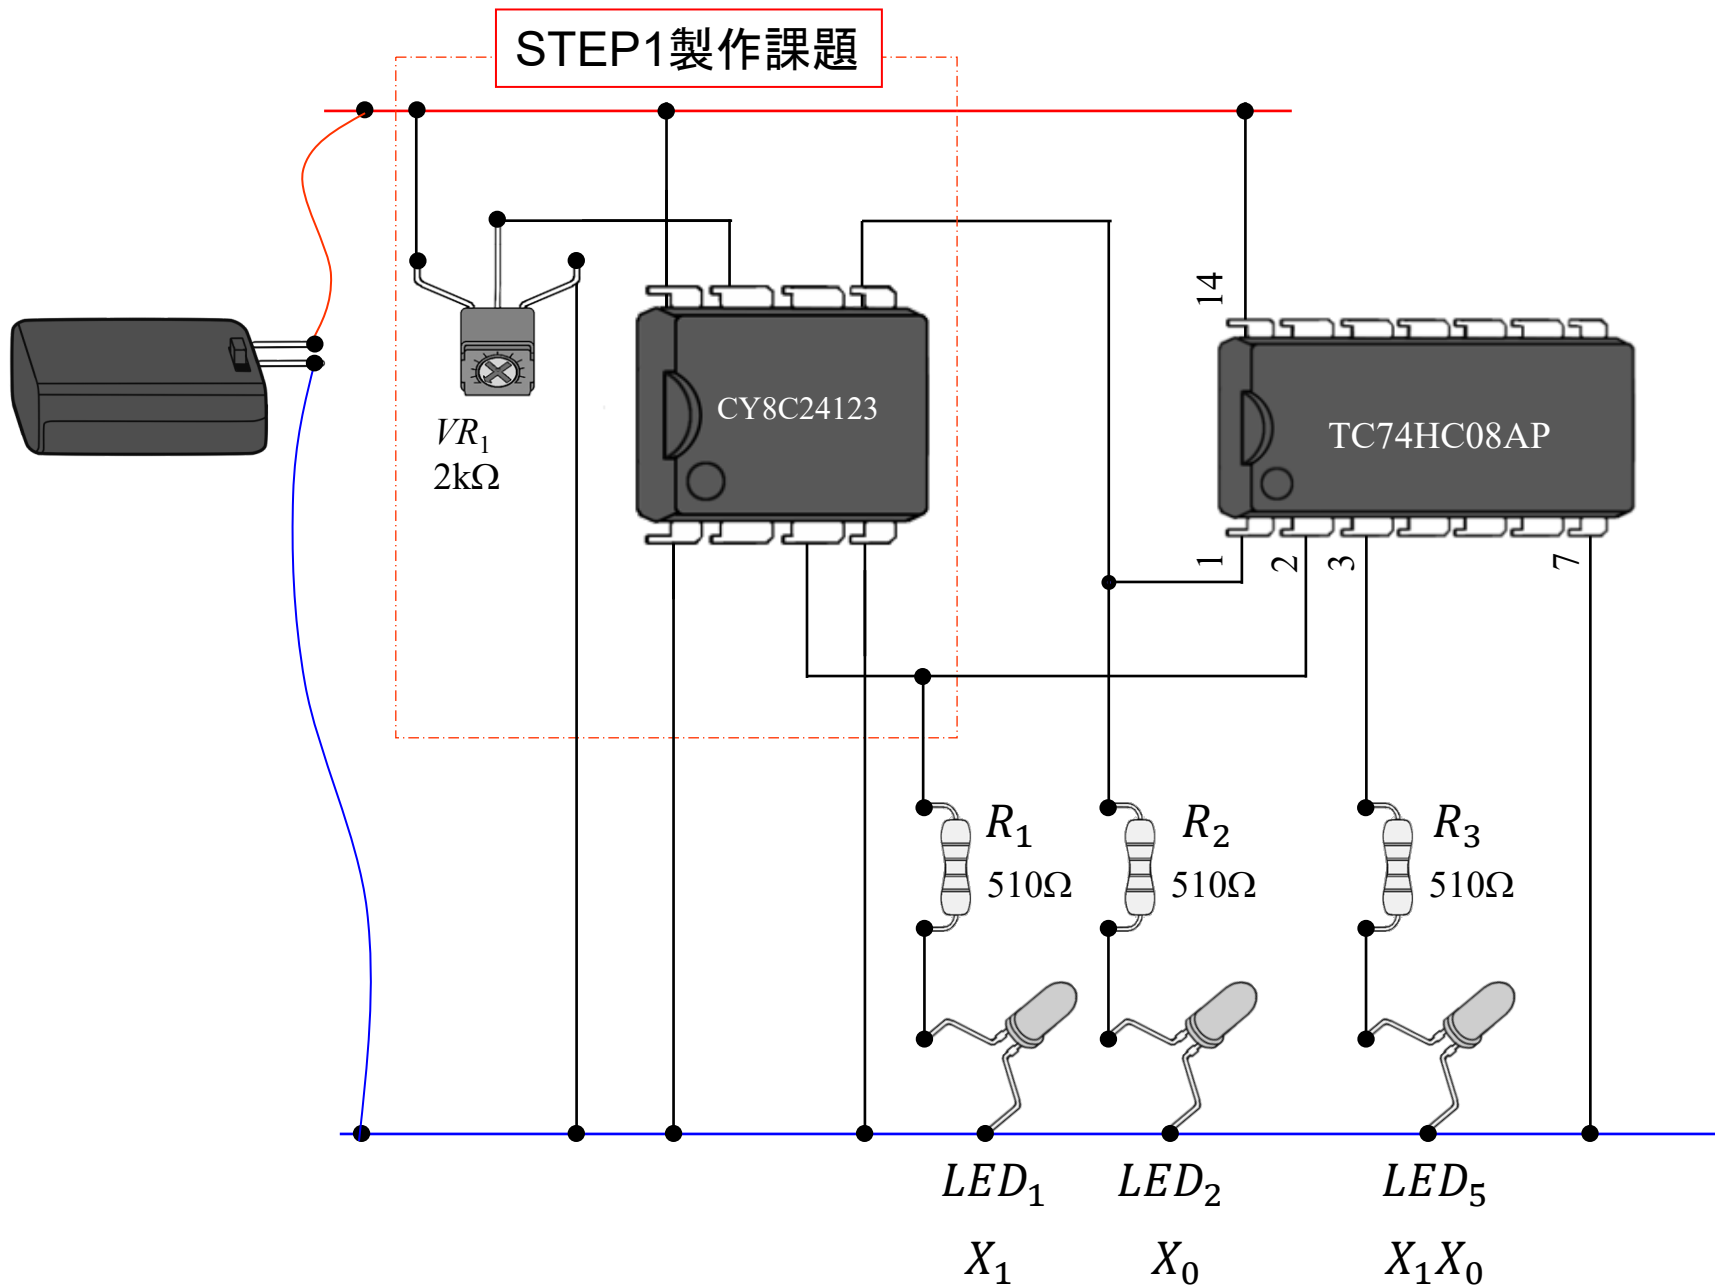 STEP1製作課題
14
CY8C24123
TC74HC08AP
VR₁
2kΩ
1
2
3
7
R₁
510Ω
R₂
510Ω
R₃
510Ω
LED₁
LED₂
LED₅
X₁
X₀
X₁X₀